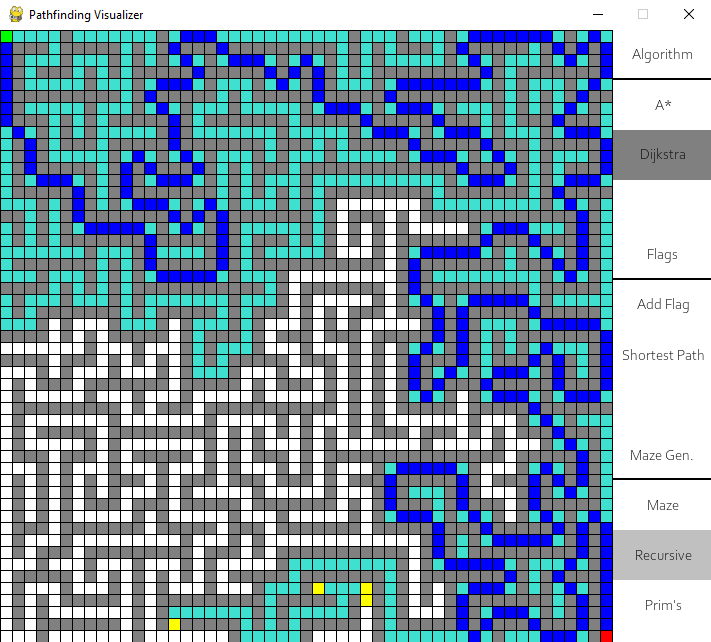 Pathfinding Visualizer
Algorithm
A*
Dijkstra
Flags
Add Flag
Shortest Path
Maze Gen.
Maze
Recursive
Prim's